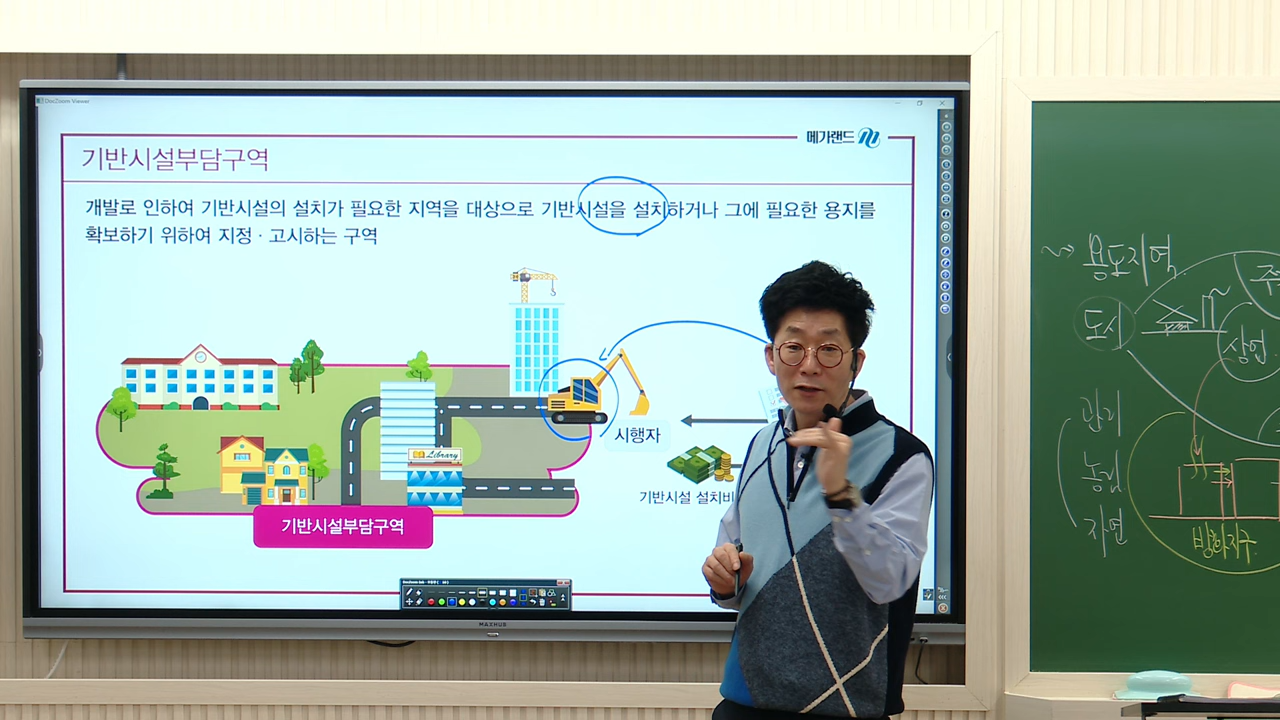 DocZoom Viewer
메가랜드
기반시설부담구역
개발로 인하여 기반시설의 설치가 필요한 지역을 대상으로 기반시설을 설치하거나 그에 필요한 용지를
확보하기 위하여 지정 · 고시하는 구역
시행자
Library
기반시설 설치비
기반시설부담구역
MAXHUB
용도지역
도시
상업
관리
농림
자연
방화지구